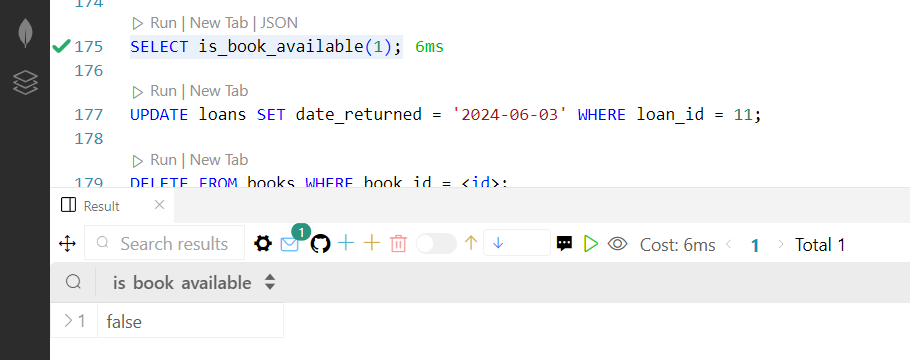 174
Run | New Tab | JSON
175 SELECT is_book_available(1); 6ms
176
Run | New Tab
177 UPDATE loans SET date_returned = '2024-06-03' WHERE loan_id = 11;
178
Run | New Tab
179 DELETE FROM books WHERE book_id = <id>;
Result
Search results 1 Cost: 6ms 1 Total 1
is book available
1 false